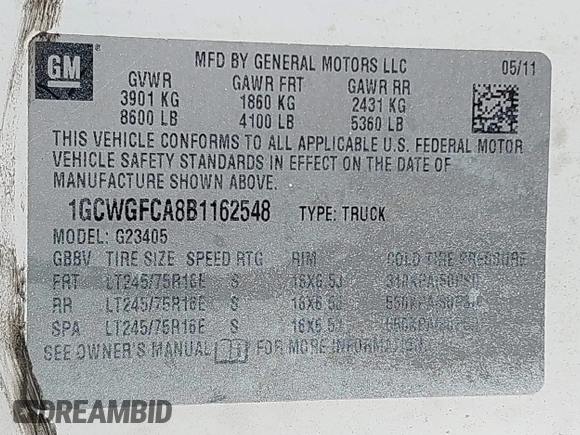 GM
MFD BY GENERAL MOTORS LLC 05/11
GVWR GAWR FRT GAWR RR
3901 KG 1860 KG 2431 KG
8600 LB 4100 LB 5360 LB
THIS VEHICLE CONFORMS TO ALL APPLICABLE U.S. FEDERAL MOTOR
VEHICLE SAFETY STANDARDS IN EFFECT ON THE DATE OF
MANUFACTURE SHOWN ABOVE.
1GCWGFCA8B1162548 TYPE: TRUCK
MODEL: G23405
GBBV TIRE SIZE SPEED RTG RIM COLD TIRE PRESSURE
FRT LT245/75R16E S 16X6.5J
RR LT245/75R16E S 16X6.5J
SPA LT245/75R16E S 16X6.5J
SEE OWNER'S MANUAL FOR MORE INFORMATION.
DREAMBID